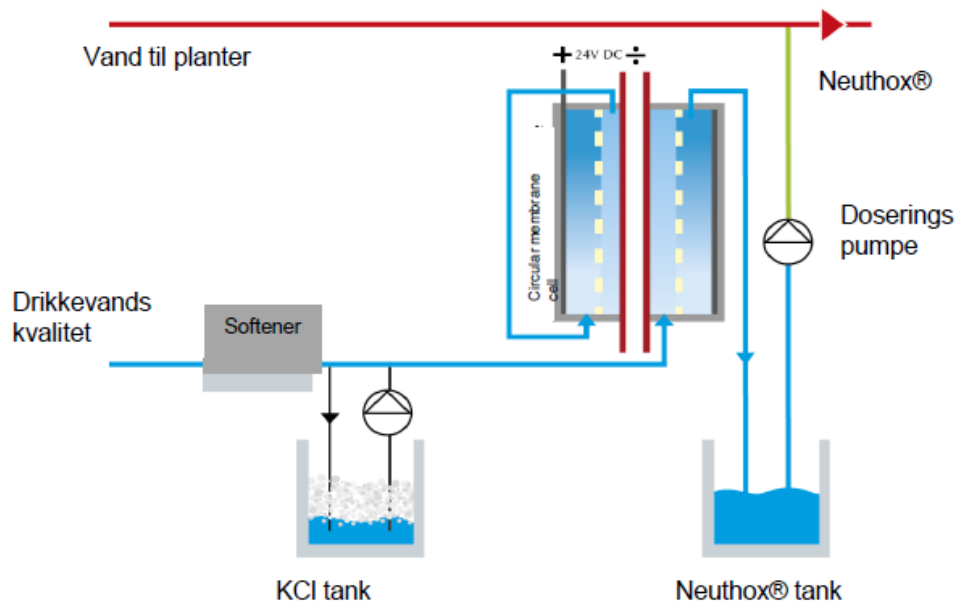 Vand til planter
+ 24V DC ÷
Neuthox®
Circular membrane
cell
Doserings
pumpe
Drikkevands
kvalitet
Softener
KCl tank
Neuthox® tank